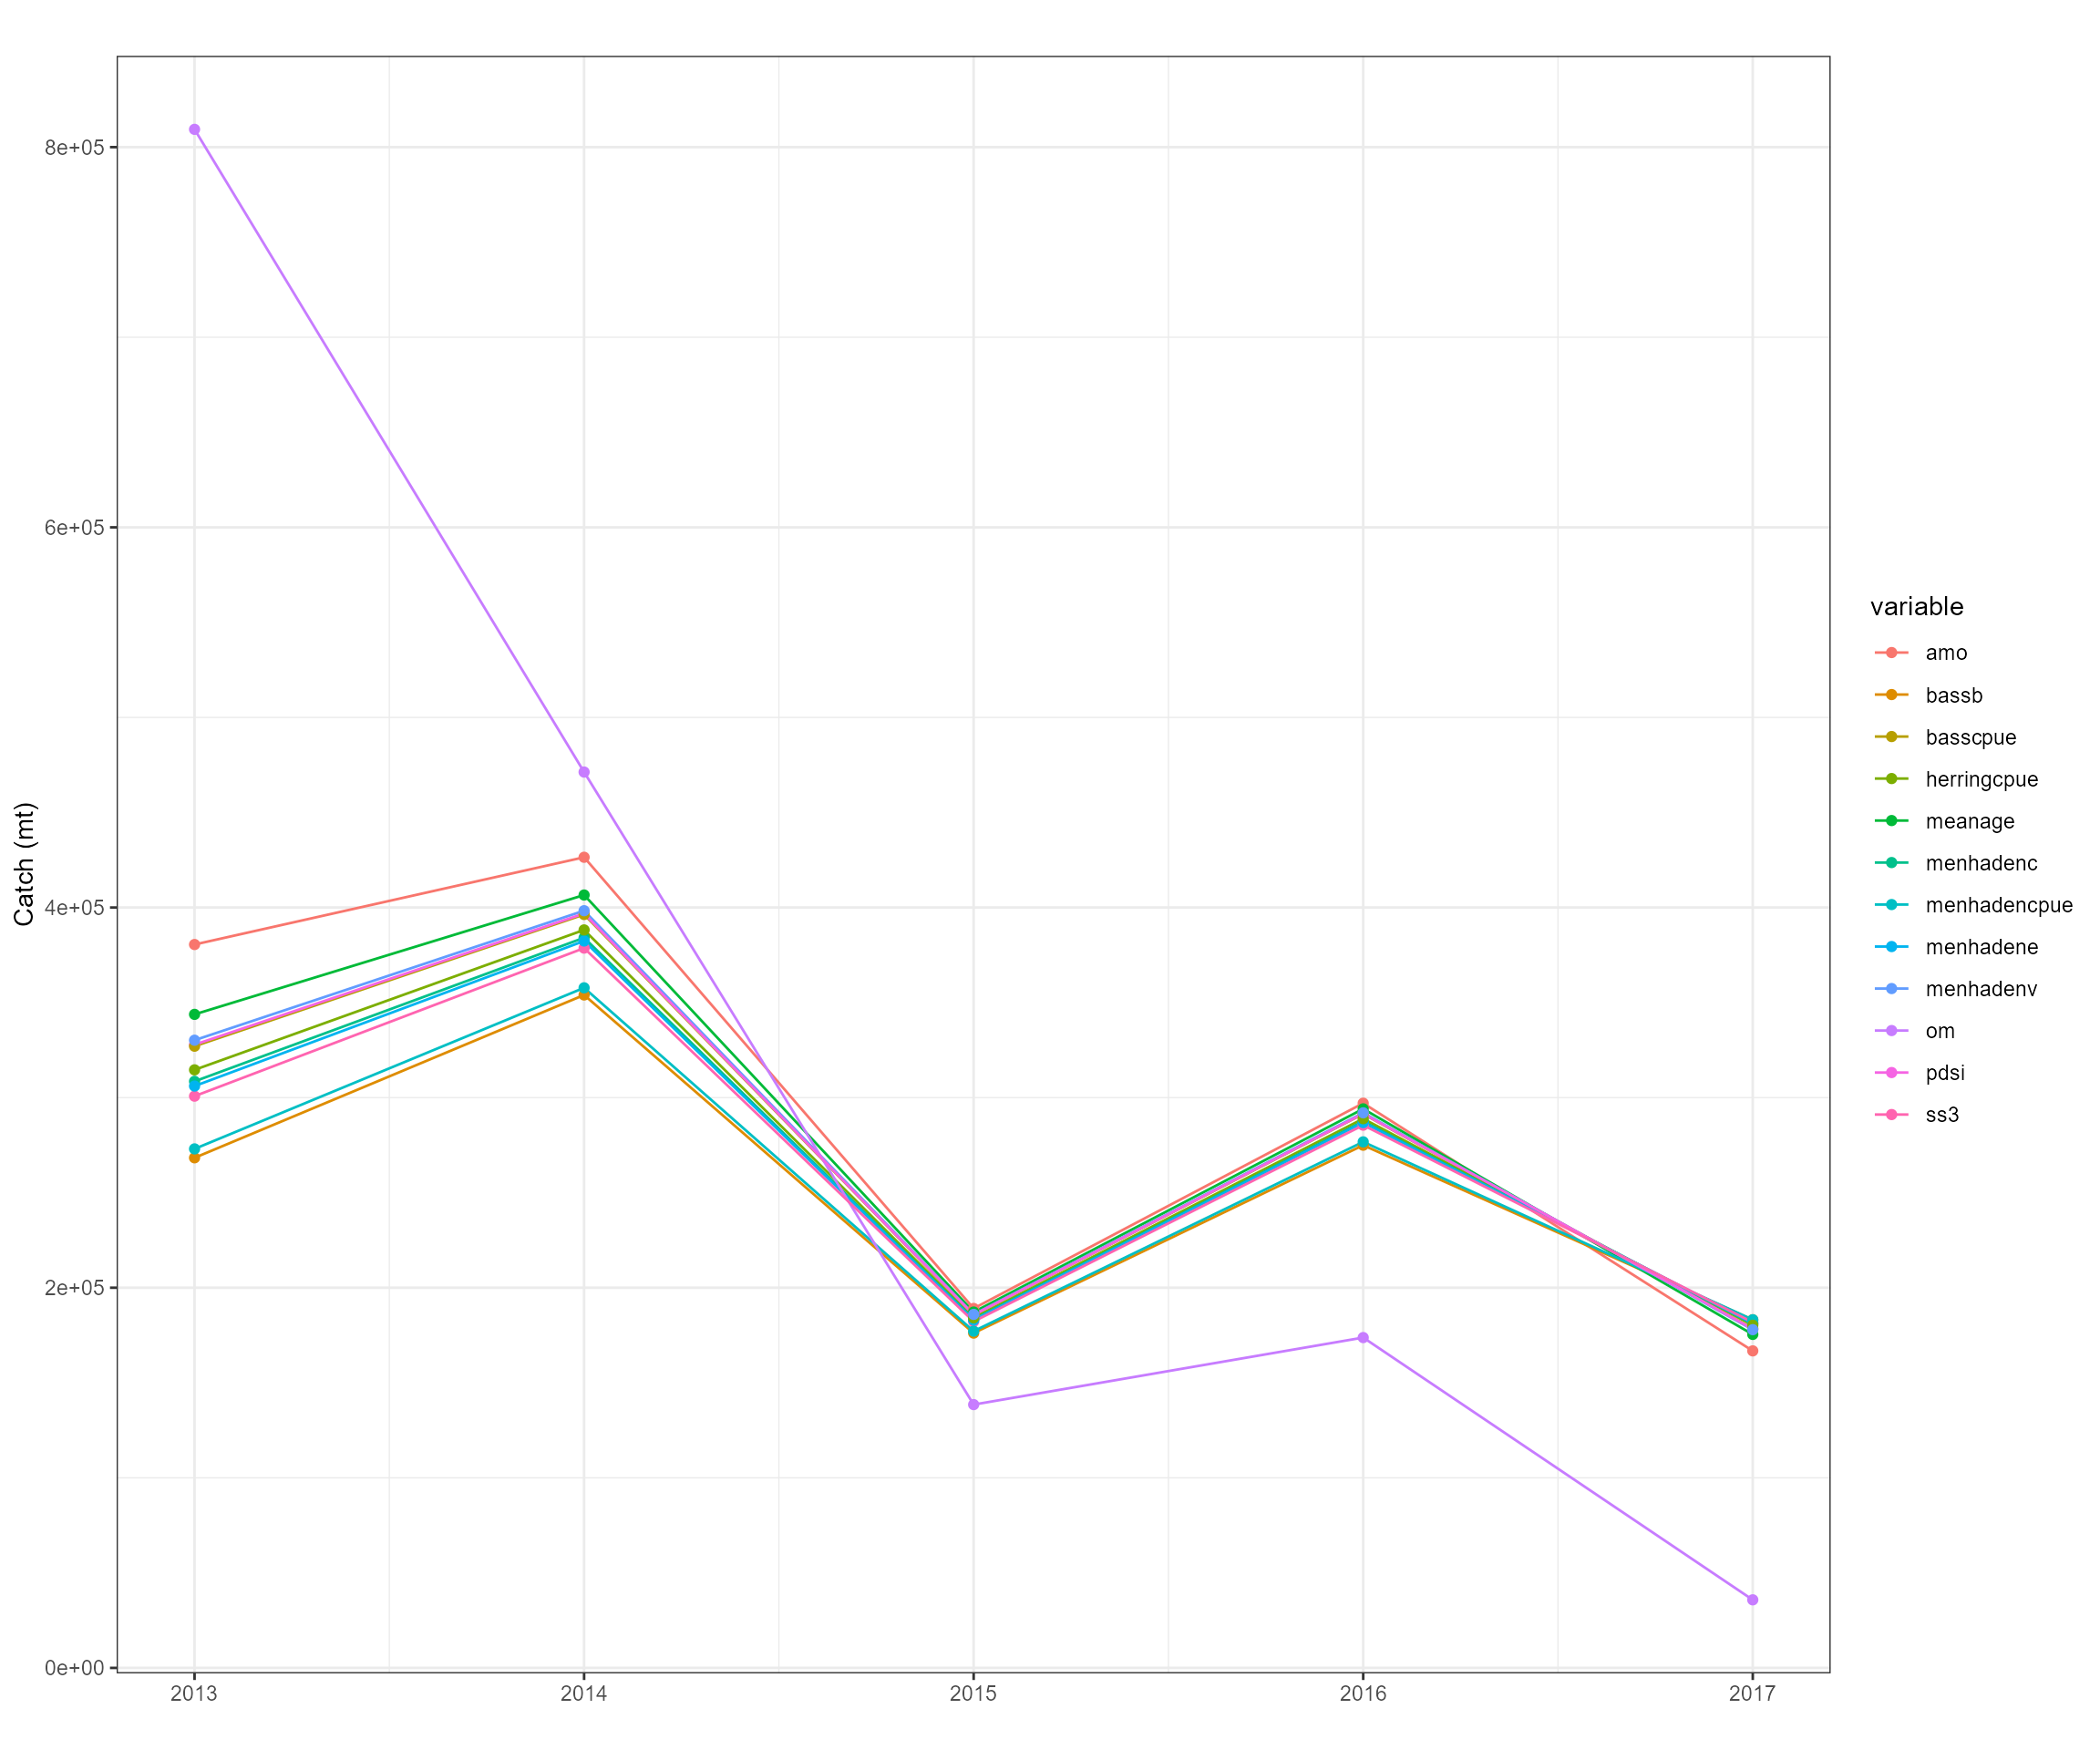 Catch (mt)
8e+05
6e+05
4e+05
2e+05
0e+00
2013 2014 2015 2016 2017
variable
amo
bassb
basscpue
herringcpue
meanage
menhadenc
menhadencpue
menhadene
menhadenv
om
pdsi
ss3